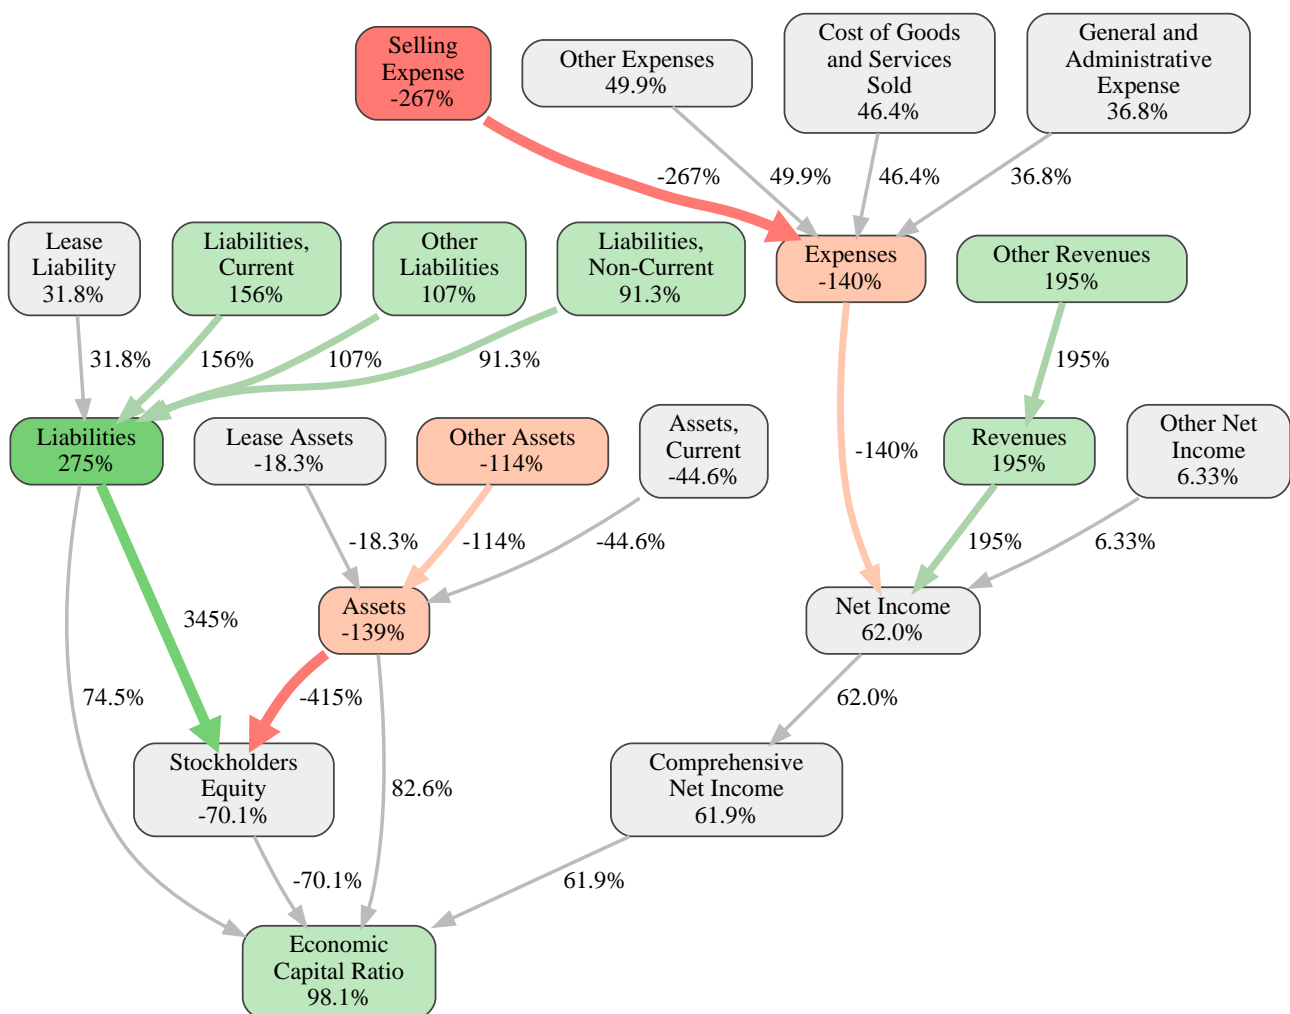 Selling
Expense
-267%
Other Expenses
49.9%
Cost of Goods
and Services
Sold
46.4%
General and
Administrative
Expense
36.8%
-267%
49.9%
46.4%
36.8%
Lease
Liability
31.8%
Liabilities,
Current
156%
Other
Liabilities
107%
Liabilities,
Non-Current
91.3%
Expenses
-140%
Other Revenues
195%
31.8%
156%
107%
91.3%
195%
Liabilities
275%
Lease Assets
-18.3%
Other Assets
-114%
Assets,
Current
-44.6%
-140%
Revenues
195%
Other Net
Income
6.33%
-18.3%
-114%
-44.6%
195%
6.33%
345%
Assets
-139%
Net Income
62.0%
74.5%
-415%
62.0%
Stockholders
Equity
-70.1%
82.6%
Comprehensive
Net Income
61.9%
-70.1%
61.9%
Economic
Capital Ratio
98.1%